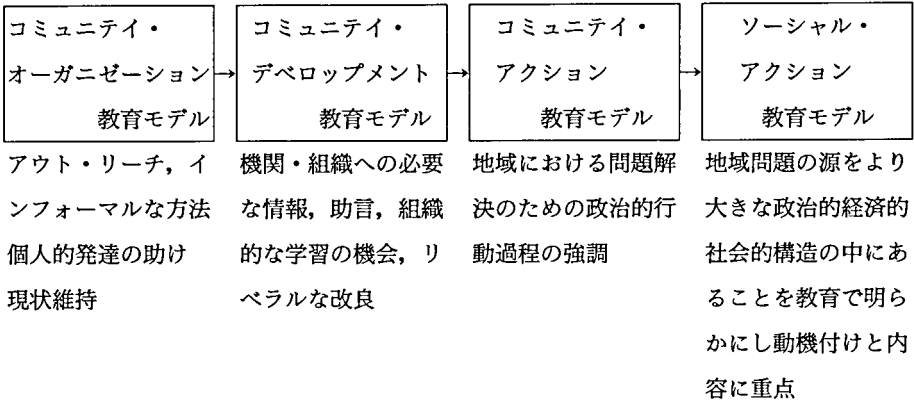 コミュニテイ・
オーガニゼーション
教育モデル
アウト・リーチ，イ
ンフォーマルな方法
個人的発達の助け
現状維持
→
コミュニテイ・
デベロップメント
教育モデル
機関・組織への必要
な情報，助言，組織
的な学習の機会，リ
ベラルな改良
→
コミュニテイ・
アクション
教育モデル
地域における問題解
決のための政治的行
動過程の強調
→
ソーシャル・
アクション
教育モデル
地域問題の源をより
大きな政治的経済的
社会的構造の中にあ
ることを教育で明ら
かにし動機付けと内
容に重点